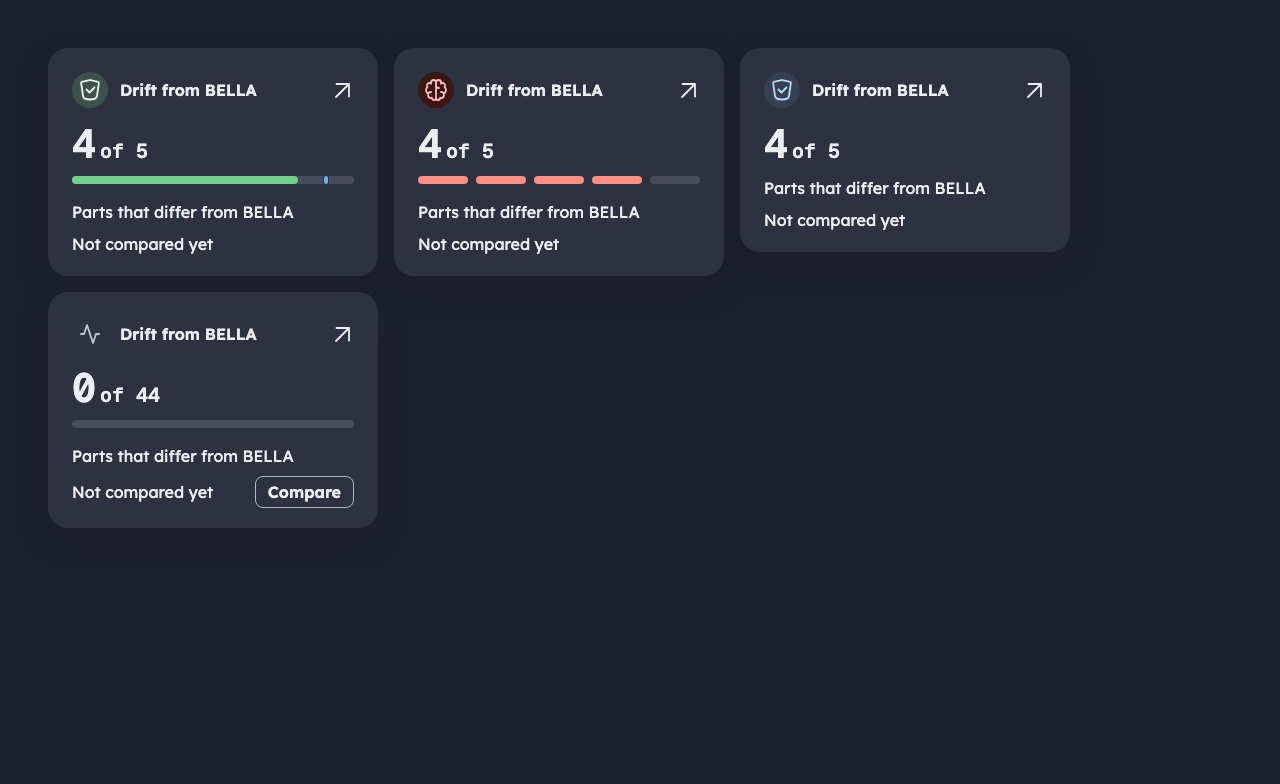 Drift from BELLA
4 of 5
Parts that differ from BELLA
Not compared yet
Drift from BELLA
4 of 5
Parts that differ from BELLA
Not compared yet
Drift from BELLA
4 of 5
Parts that differ from BELLA
Not compared yet
Drift from BELLA
0 of 44
Parts that differ from BELLA
Not compared yet
Compare